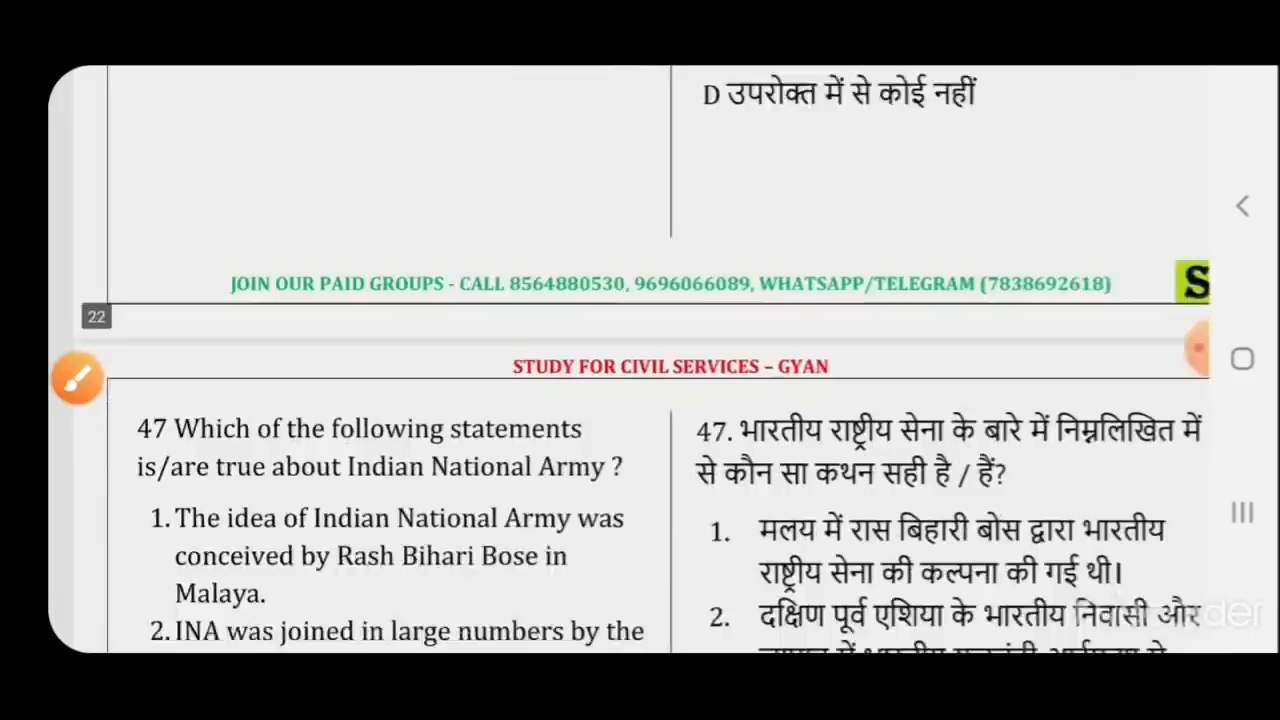 D उपरोक्त में से कोई नहीं
JOIN OUR PAID GROUPS - CALL 8564880530, 9696066089, WHATSAPP/TELEGRAM (7838692618)
S
22
STUDY FOR CIVIL SERVICES – GYAN
47 Which of the following statements
is/are true about Indian National Army ?
1. The idea of Indian National Army was
conceived by Rash Bihari Bose in
Malaya.
2. INA was joined in large numbers by the
47. भारतीय राष्ट्रीय सेना के बारे में निम्नलिखित में
से कौन सा कथन सही है / हैं?
1. मलय में रास बिहारी बोस द्वारा भारतीय
राष्ट्रीय सेना की कल्पना की गई थी।
2. दक्षिण पूर्व एशिया के भारतीय निवासी और